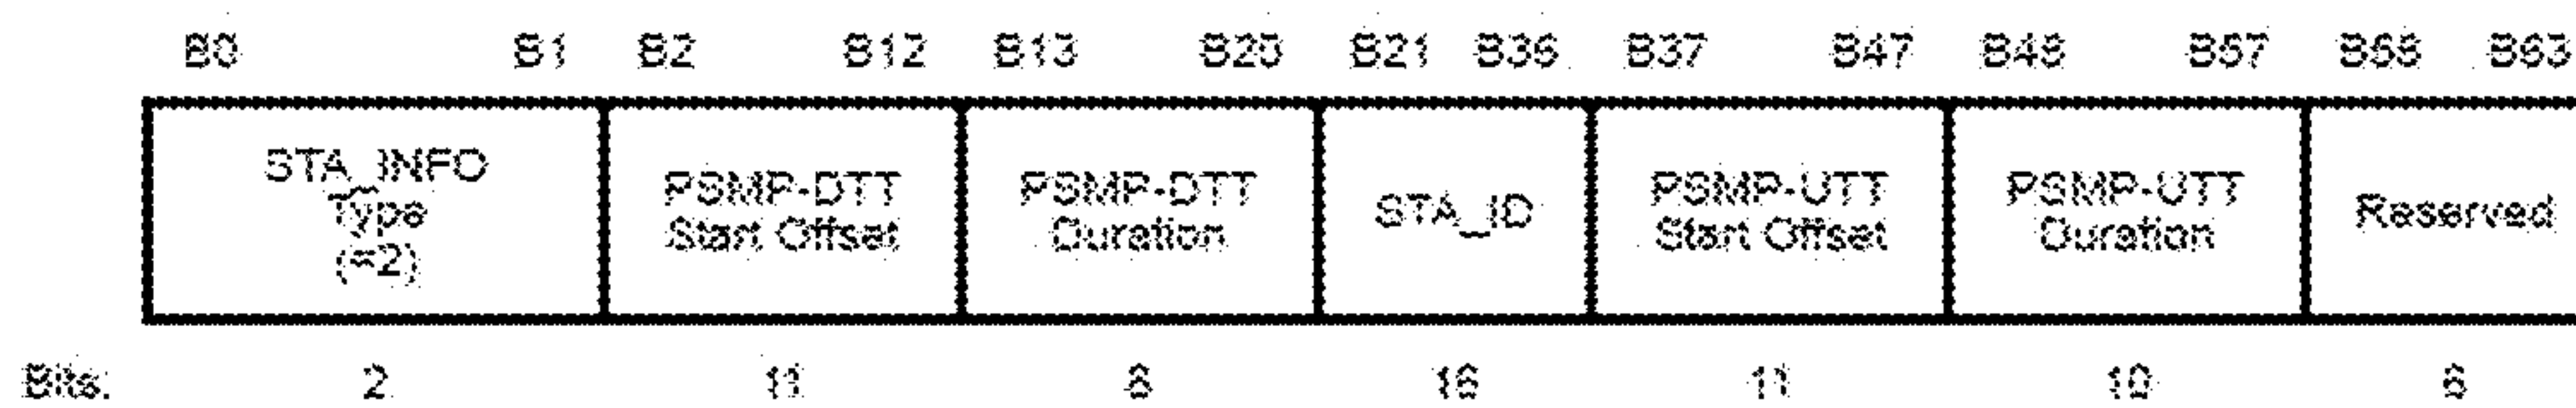 B0 B1 B2 B12 B13 B20 B21 B36 B37 B47 B48 B57 B58 B63
STA_INFO Type (=2)
PSMP-DTT Start Offset
PSMP-DTT Duration
STA_ID
PSMP-UTT Start Offset
PSMP-UTT Duration
Reserved
Bits: 2 11 8 16 11 10 6